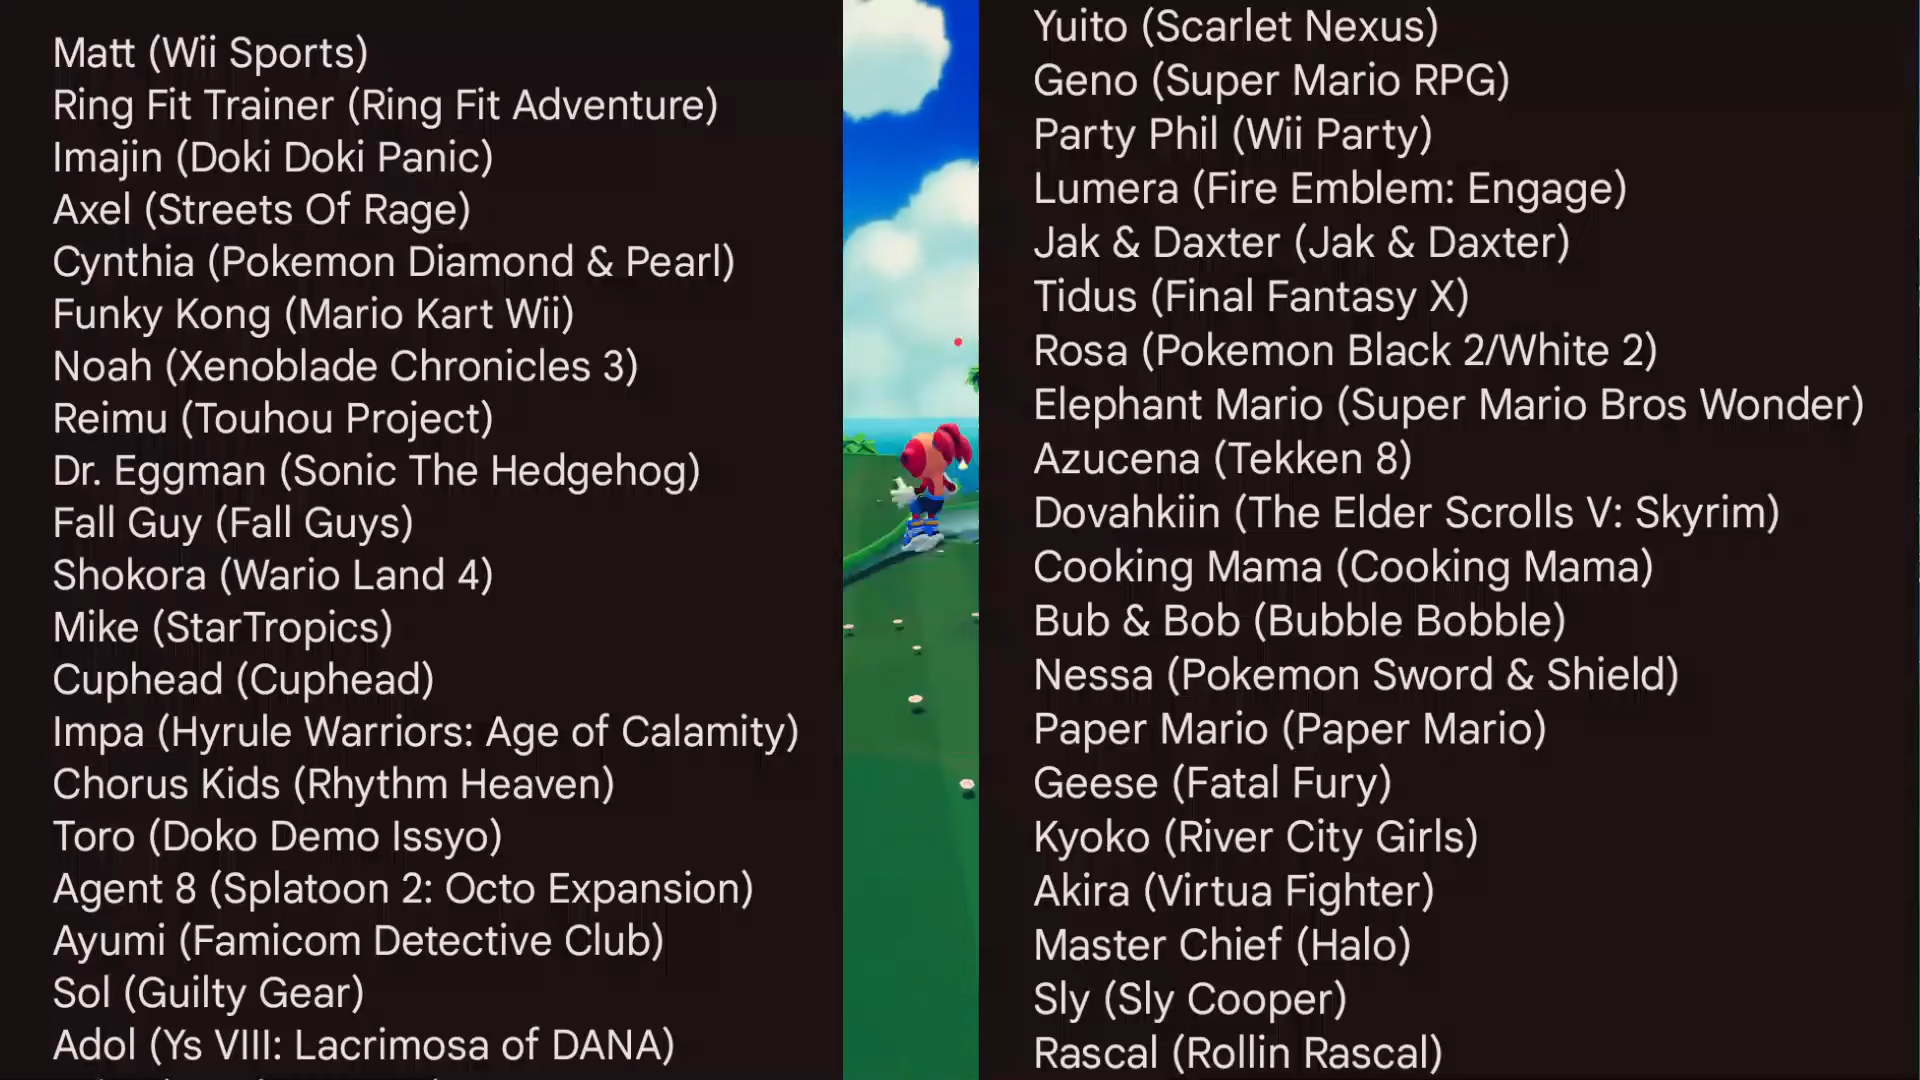 Matt (Wii Sports)
Ring Fit Trainer (Ring Fit Adventure)
Imajin (Doki Doki Panic)
Axel (Streets Of Rage)
Cynthia (Pokemon Diamond & Pearl)
Funky Kong (Mario Kart Wii)
Noah (Xenoblade Chronicles 3)
Reimu (Touhou Project)
Dr. Eggman (Sonic The Hedgehog)
Fall Guy (Fall Guys)
Shokora (Wario Land 4)
Mike (StarTropics)
Cuphead (Cuphead)
Impa (Hyrule Warriors: Age of Calamity)
Chorus Kids (Rhythm Heaven)
Toro (Doko Demo Issyo)
Agent 8 (Splatoon 2: Octo Expansion)
Ayumi (Famicom Detective Club)
Sol (Guilty Gear)
Adol (Ys VIII: Lacrimosa of DANA)
Yuito (Scarlet Nexus)
Geno (Super Mario RPG)
Party Phil (Wii Party)
Lumera (Fire Emblem: Engage)
Jak & Daxter (Jak & Daxter)
Tidus (Final Fantasy X)
Rosa (Pokemon Black 2/White 2)
Elephant Mario (Super Mario Bros Wonder)
Azucena (Tekken 8)
Dovahkiin (The Elder Scrolls V: Skyrim)
Cooking Mama (Cooking Mama)
Bub & Bob (Bubble Bobble)
Nessa (Pokemon Sword & Shield)
Paper Mario (Paper Mario)
Geese (Fatal Fury)
Kyoko (River City Girls)
Akira (Virtua Fighter)
Master Chief (Halo)
Sly (Sly Cooper)
Rascal (Rollin Rascal)